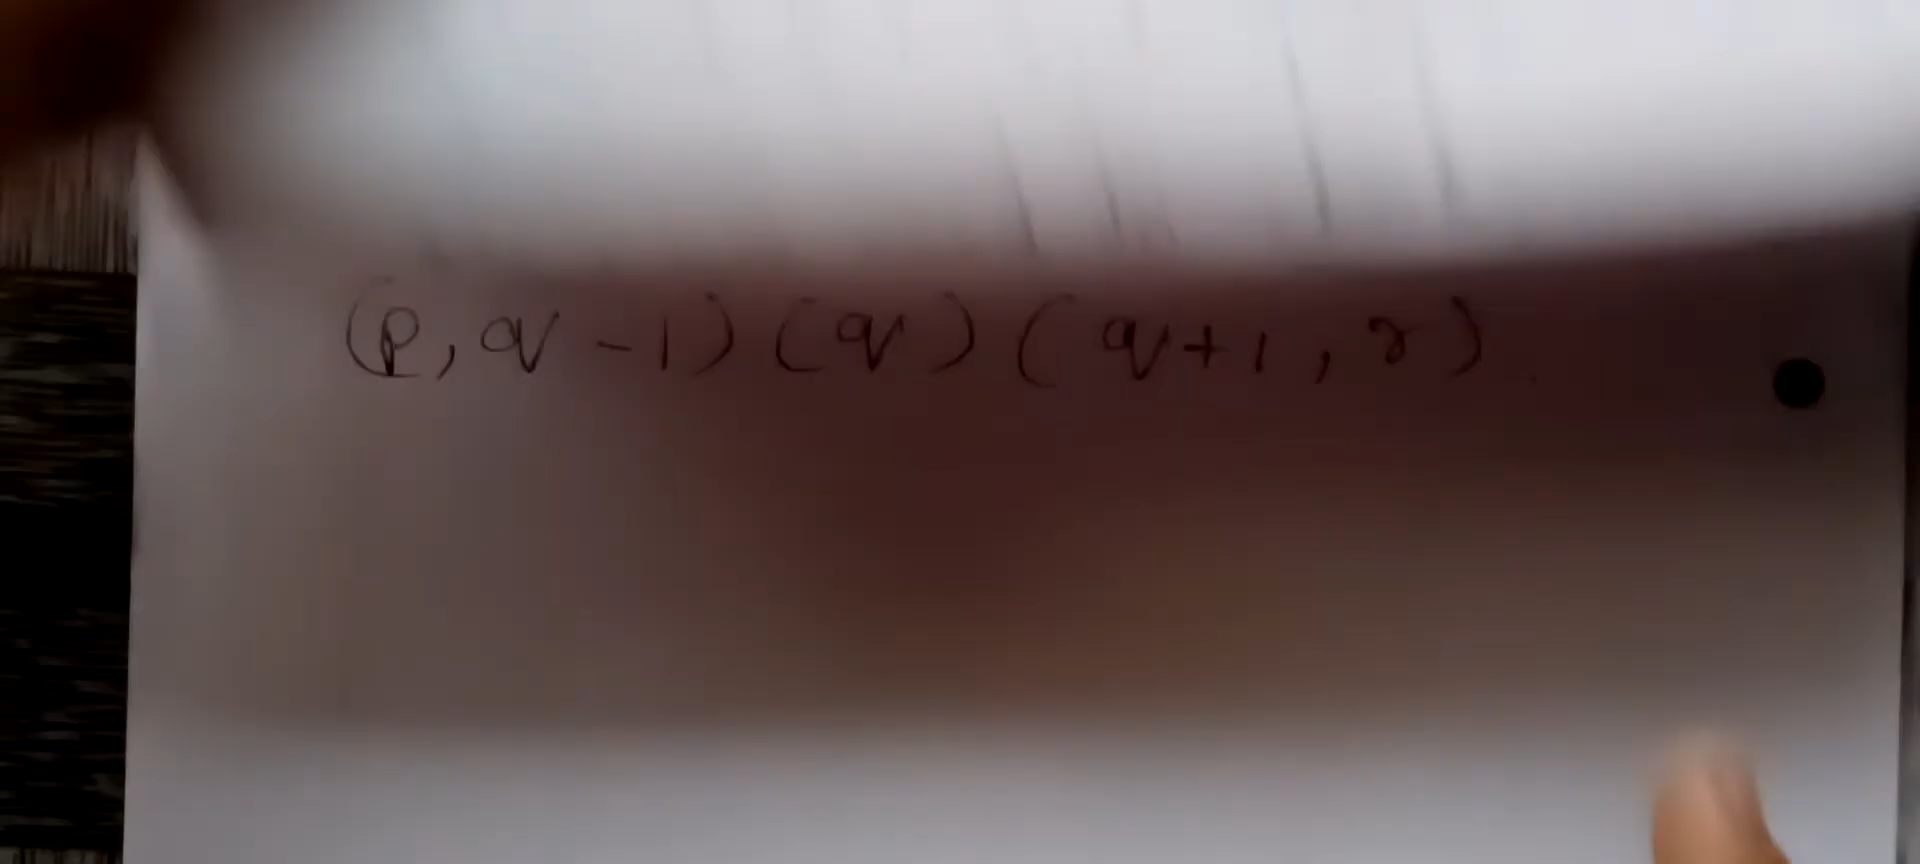 (p, q - 1) (q) ( q + 1 , r )